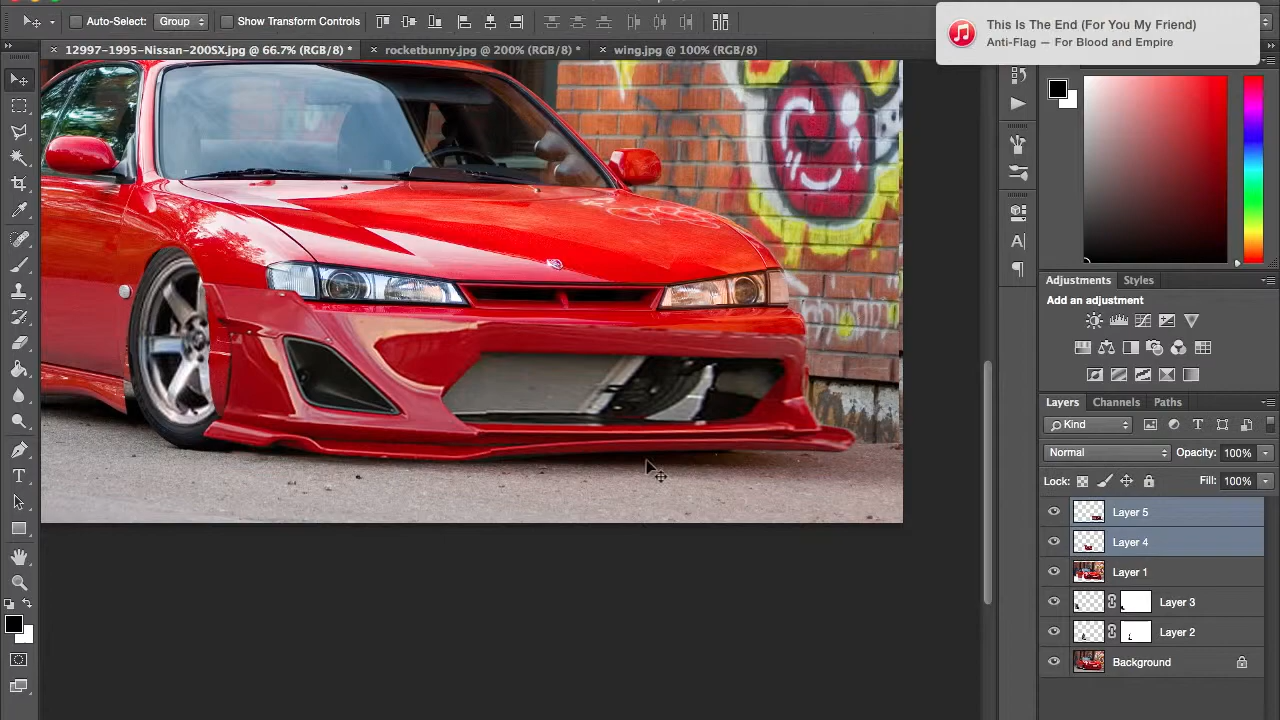 Auto-Select:
Group
Show Transform Controls
This Is The End (For You My Friend)
Anti-Flag — For Blood and Empire
12997-1995-Nissan-200SX.jpg @ 66.7% (RGB/8) *
rocketbunny.jpg @ 200% (RGB/8) *
wing.jpg @ 100% (RGB/8)
Adjustments
Styles
Add an adjustment
Layers
Channels
Paths
Kind
Normal
Opacity:
100%
Lock:
Fill:
100%
Layer 5
Layer 4
Layer 1
Layer 3
Layer 2
Background